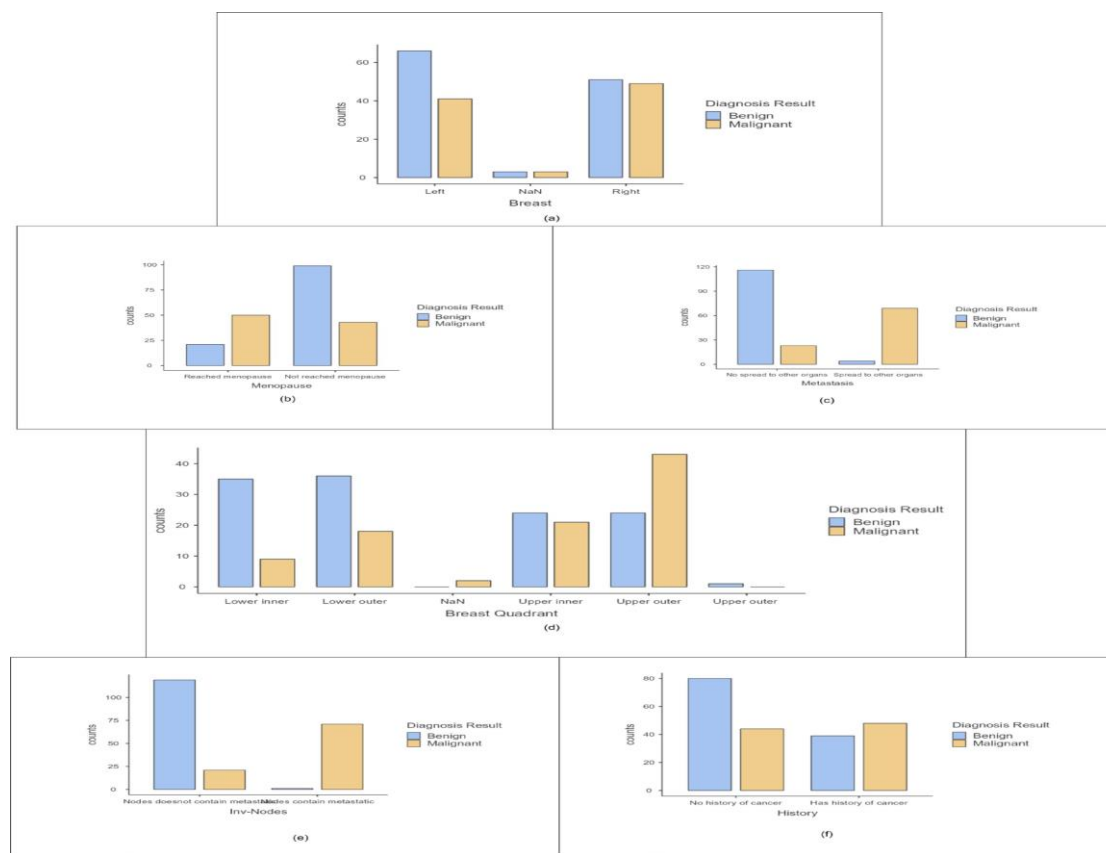 60
40
20
0
counts
Left
NaN
Right
Breast
Diagnosis Result
Benign
Malignant
(a)
100
75
50
25
0
counts
Reached menopause
Not reached menopause
Menopause
Diagnosis Result
Benign
Malignant
(b)
120
90
60
30
0
counts
No spread to other organs
Spread to other organs
Metastasis
Diagnosis Result
Benign
Malignant
(c)
40
30
20
10
0
counts
Lower inner
Lower outer
NaN
Upper inner
Upper outer
Upper outer
Breast Quadrant
Diagnosis Result
Benign
Malignant
(d)
100
75
50
25
0
counts
Nodes doesnot contain metastatic
Nodes contain metastatic
Inv-Nodes
Diagnosis Result
Benign
Malignant
(e)
80
60
40
20
0
counts
No history of cancer
Has history of cancer
History
Diagnosis Result
Benign
Malignant
(f)